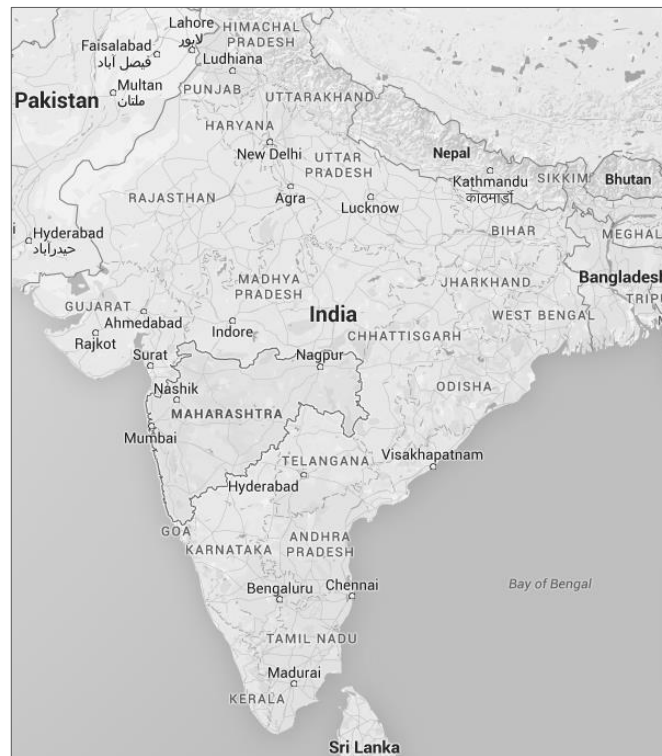 Lahore
لاہور
HIMACHAL
PRADESH
Faisalabad
فیصل آباد
Ludhiana
Multan
ملتان
PUNJAB
UTTARAKHAND
Pakistan
HARYANA
New Delhi
UTTAR
PRADESH
Nepal
Kathmandu
काठमाडौं
SIKKIM
Bhutan
RAJASTHAN
Agra
Lucknow
Hyderabad
حیدرآباد
BIHAR
MEGHAL
Bangladesh
MADHYA
PRADESH
JHARKHAND
TRIP
GUJARAT
Ahmedabad
India
WEST BENGAL
Rajkot
Indore
CHHATTISGARH
Surat
Nagpur
Nashik
ODISHA
MAHARASHTRA
Mumbai
TELANGANA
Visakhapatnam
Hyderabad
GOA
KARNATAKA
ANDHRA
PRADESH
Bengaluru
Chennai
Bay of Bengal
TAMIL NADU
Madurai
KERALA
Sri Lanka